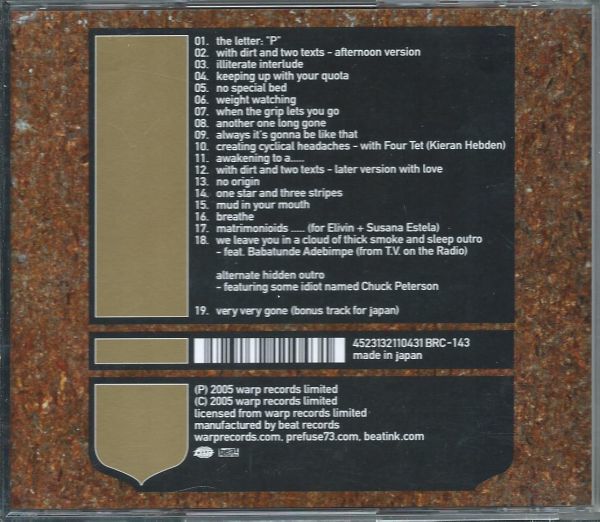 01. the letter: "P"
02. with dirt and two texts - afternoon version
03. illiterate interlude
04. keeping up with your quota
05. no special bed
06. weight watching
07. when the grip lets you go
08. another one long gone
09. always it's gonna be like that
10. creating cyclical headaches - with Four Tet (Kieran Hebden)
11. awakening to a.....
12. with dirt and two texts - later version with love
13. no origin
14. one star and three stripes
15. mud in your mouth
16. breathe
17. matrimonioids ..... (for Elivin + Susana Estela)
18. we leave you in a cloud of thick smoke and sleep outro
- feat. Babatunde Adebimpe (from T.V. on the Radio)
alternate hidden outro
- featuring some idiot named Chuck Peterson
19. very very gone (bonus track for japan)
4523132110431 BRC-143
made in japan
(P) 2005 warp records limited
(C) 2005 warp records limited
licensed from warp records limited
manufactured by beat records
warprecords.com, prefuse73.com, beatink.com